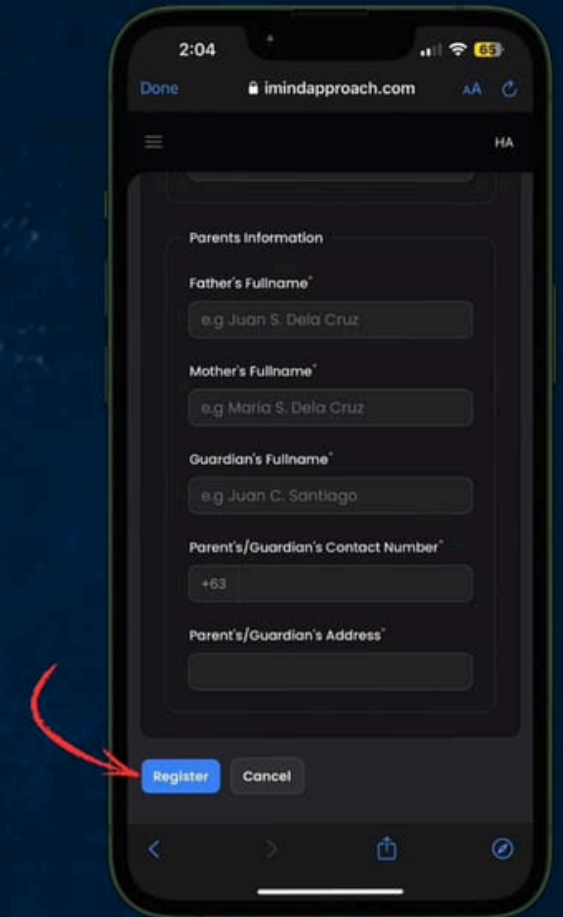 2:04
65
Done
imindapproach.com
AA
HA
Parents Information
Father's Fullname*
e.g Juan S. Dela Cruz
Mother's Fullname*
e.g Maria S. Dela Cruz
Guardian's Fullname*
e.g Juan C. Santiago
Parent's/Guardian's Contact Number*
+63
Parent's/Guardian's Address*
Register
Cancel